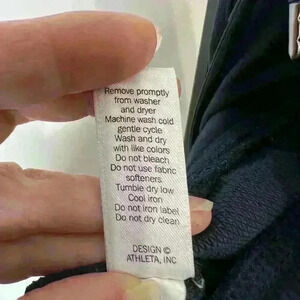 Remove promptly
from washer
and dryer
Machine wash cold
gentle cycle
Wash and dry
with like colors
Do not bleach
Do not use fabric
softeners
Tumble dry low
Cool iron
Do not iron label
Do not dry clean
DESIGN ©
ATHLETA, INC